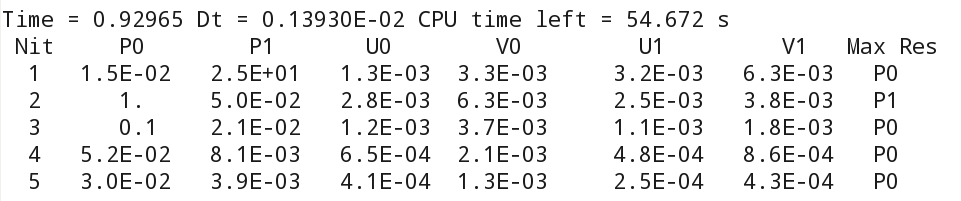 Time = 0.92965 Dt = 0.13930E-02 CPU time left = 54.672 s
Nit P0 P1 U0 V0 U1 V1 Max Res
1 1.5E-02 2.5E+01 1.3E-03 3.3E-03 3.2E-03 6.3E-03 P0
2 1. 5.0E-02 2.8E-03 6.3E-03 2.5E-03 3.8E-03 P1
3 0.1 2.1E-02 1.2E-03 3.7E-03 1.1E-03 1.8E-03 P0
4 5.2E-02 8.1E-03 6.5E-04 2.1E-03 4.8E-04 8.6E-04 P0
5 3.0E-02 3.9E-03 4.1E-04 1.3E-03 2.5E-04 4.3E-04 P0